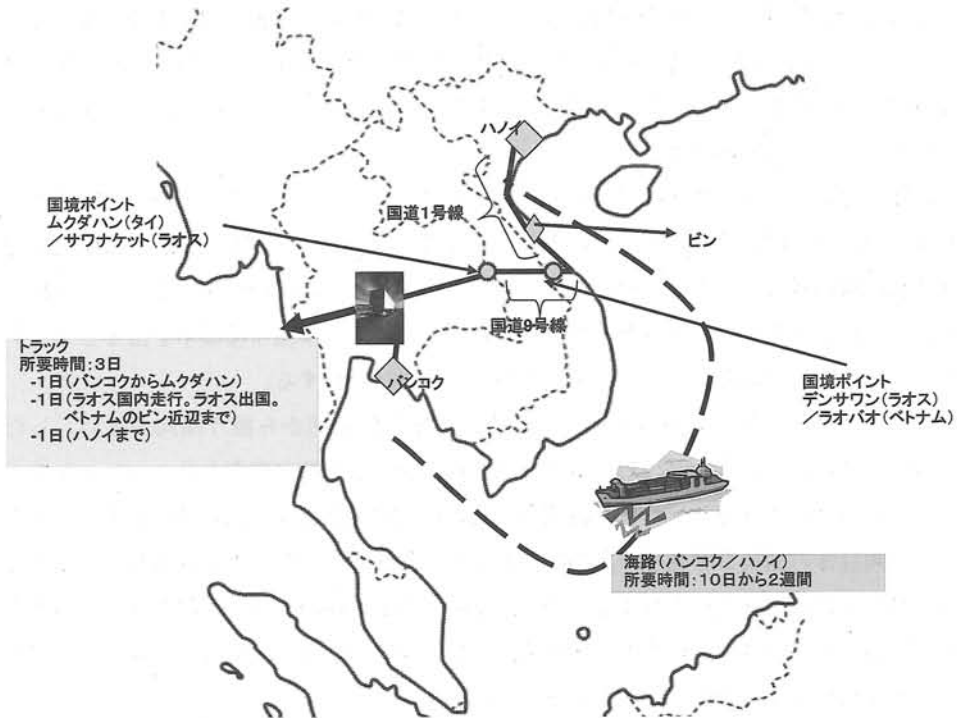 ハノイ
国境ポイント
ムクダハン(タイ)
／サワナケット(ラオス)
国道1号線
ビン
国道9号線
トラック
所要時間：3日
-1日(バンコクからムクダハン)
-1日(ラオス国内走行。ラオス出国。
ベトナムのビン近辺まで)
-1日(ハノイまで)
バンコク
国境ポイント
デンサワン(ラオス)
／ラオバオ(ベトナム)
海路(バンコク／ハノイ)
所要時間：10日から2週間